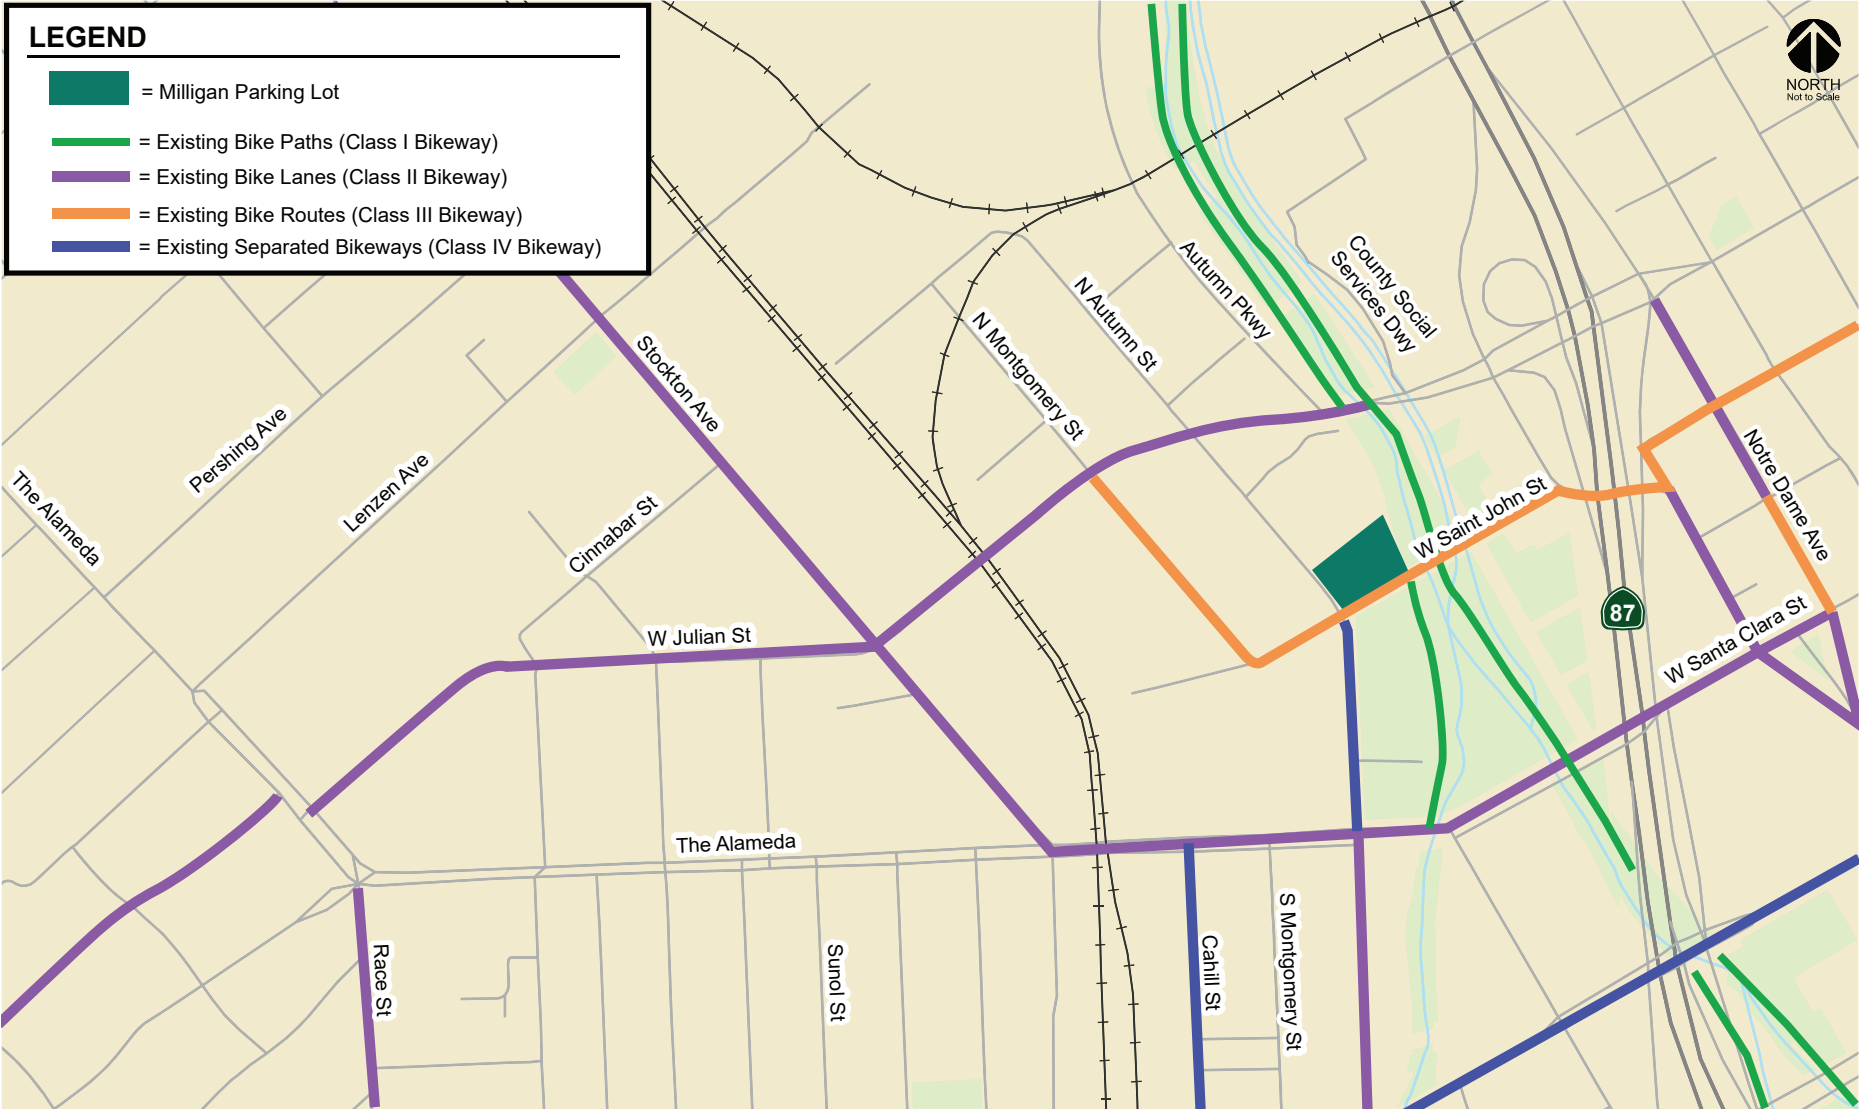 LEGEND
= Milligan Parking Lot
= Existing Bike Paths (Class I Bikeway)
= Existing Bike Lanes (Class II Bikeway)
= Existing Bike Routes (Class III Bikeway)
= Existing Separated Bikeways (Class IV Bikeway)
NORTH
Not to Scale
County Social
Services Dwy
Autumn Pkwy
N Autumn St
N Montgomery St
Stockton Ave
Pershing Ave
Lenzen Ave
The Alameda
Cinnabar St
W Saint John St
Notre Dame Ave
87
W Julian St
W Santa Clara St
The Alameda
Race St
Sunol St
Cahill St
S Montgomery St